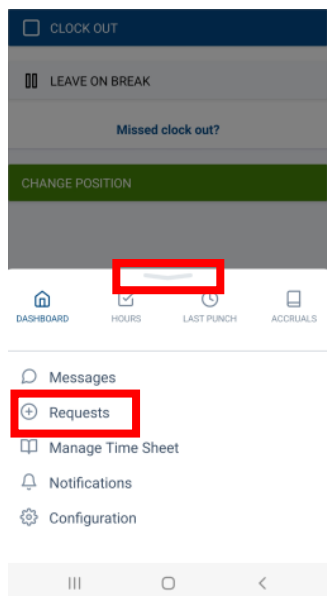 CLOCK OUT
LEAVE ON BREAK
Missed clock out?
CHANGE POSITION
DASHBOARD HOURS LAST PUNCH ACCRUALS
Messages
Requests
Manage Time Sheet
Notifications
Configuration